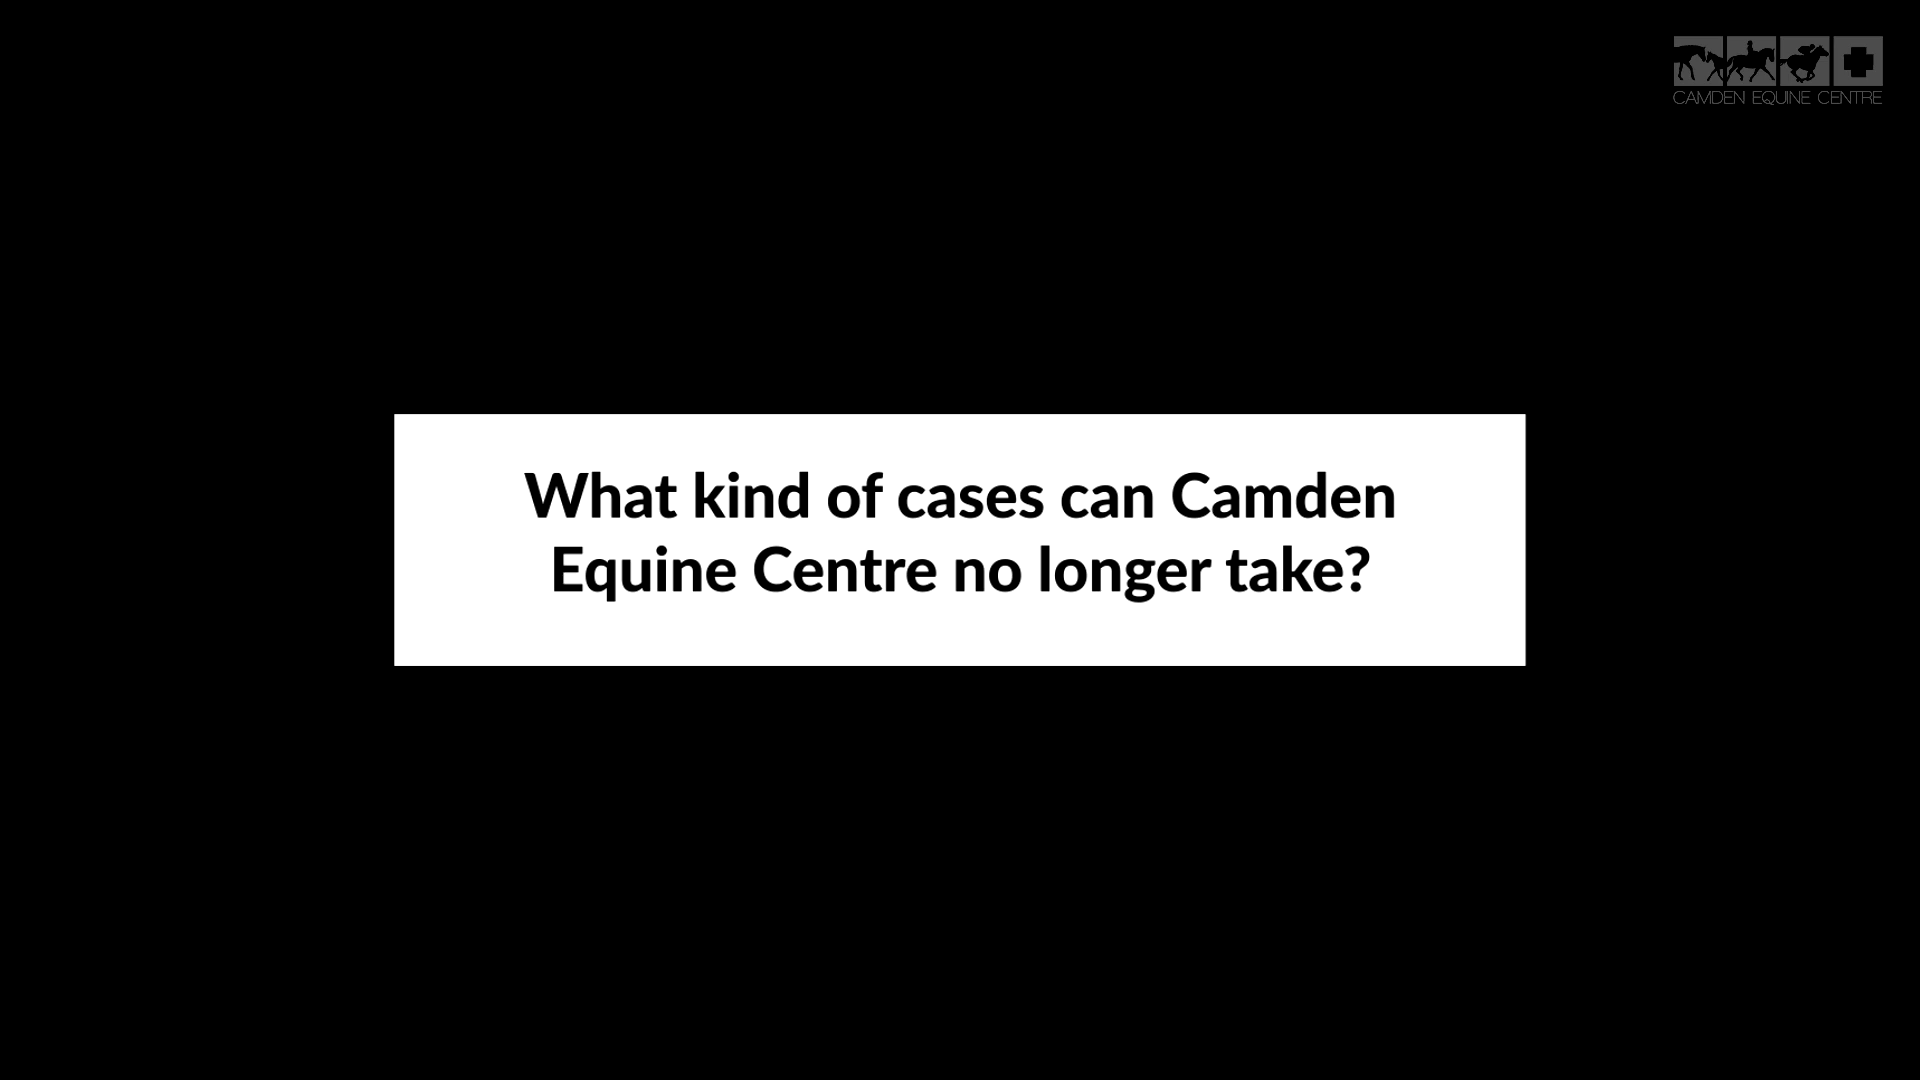 CAMDEN EQUINE CENTRE
What kind of cases can Camden
Equine Centre no longer take?